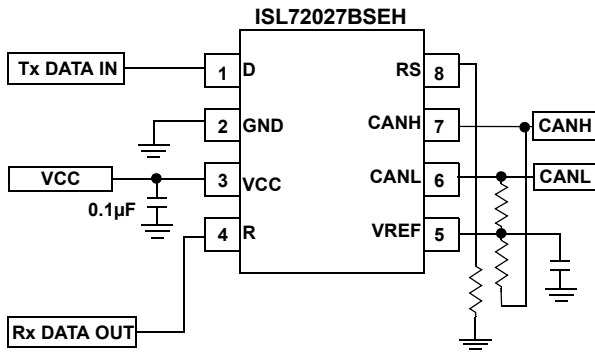 ISL72027BSEH
Tx DATA IN
1 D
RS 8
2 GND
CANH 7
CANH
VCC
3 VCC
CANL 6
CANL
0.1µF
4 R
VREF 5
Rx DATA OUT